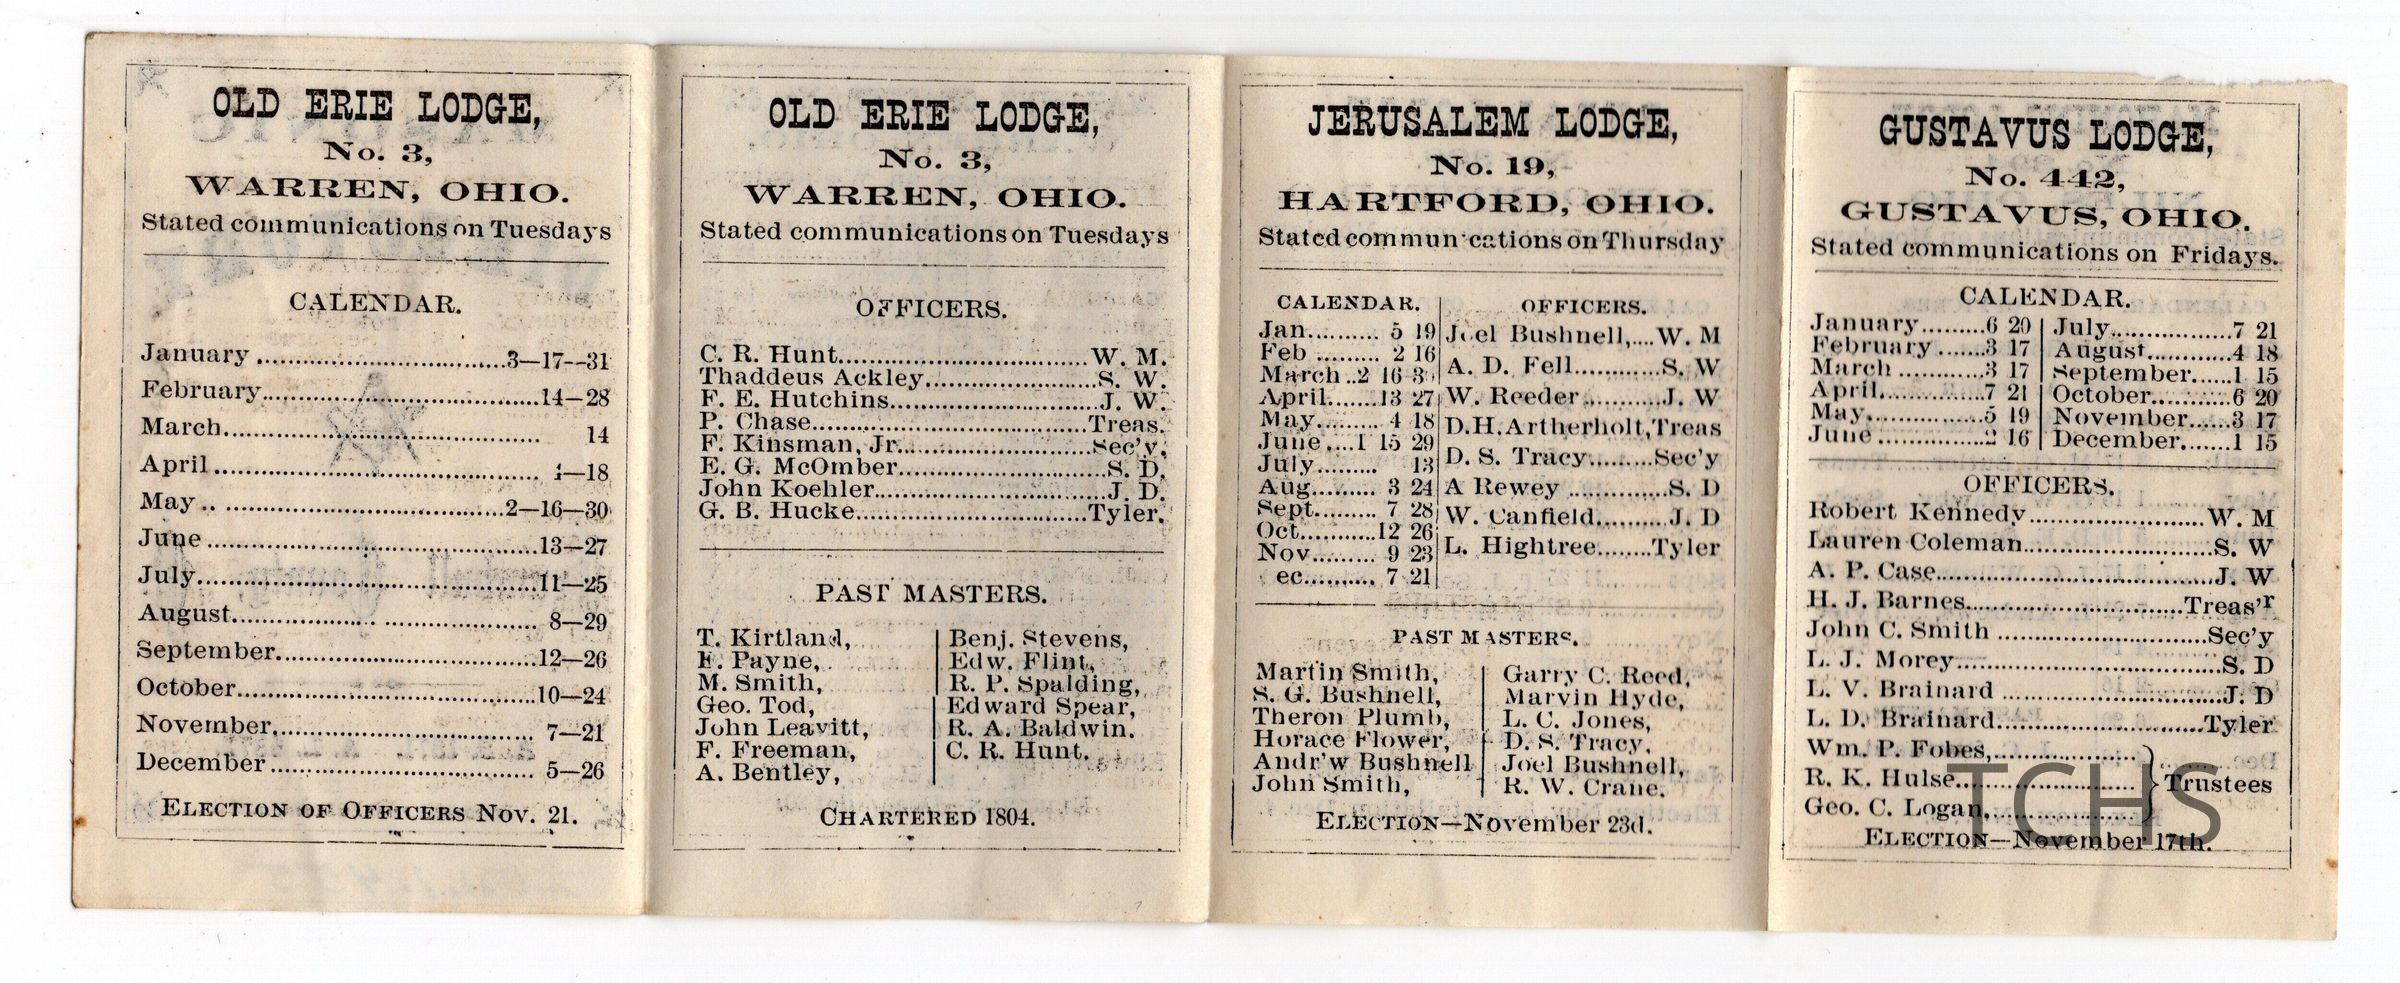 OLD ERIE LODGE,
No. 3,
WARREN, OHIO.
Stated communications on Tuesdays
CALENDAR.
January ........ 3—17--31
February ........ 14—28
March ........ 14
April ........ —18
May .. ........ 2—16—30
June ........ 13—27
July ........ 11—25
August ........ 8—29
September ........ 12—26
October ........ 10—24
November ........ 7—21
December ........ 5—26
ELECTION OF OFFICERS NOV. 21.
OLD ERIE LODGE,
No. 3,
WARREN, OHIO.
Stated communications on Tuesdays
OFFICERS.
C. R. Hunt ........ W. M.
Thaddeus Ackley ........ S. W.
F. E. Hutchins ........ J. W.
P. Chase ........ Treas.
F. Kinsman, Jr ........ Sec'y.
E. G. McOmber ........ S. D.
John Koehler ........ J. D.
G. B. Hucke ........ Tyler.
PAST MASTERS.
T. Kirtland,
E. Payne,
M. Smith,
Geo. Tod,
John Leavitt,
F. Freeman,
A. Bentley,
Benj. Stevens,
Edw. Flint,
R. P. Spalding,
Edward Spear,
R. A. Baldwin.
C. R. Hunt.
CHARTERED 1804.
JERUSALEM LODGE,
No. 19,
HARTFORD, OHIO.
Stated communications on Thursday
CALENDAR.
Jan ........ 5 19
Feb ........ 2 16
March .. 2 16 3
April ........ 13 27
May ........ 4 18
June .... 1 15 29
July ........ 13
Aug ........ 3 24
Sept ........ 7 28
Oct ........ 12 26
Nov ........ 9 23
ec ........ 7 21
OFFICERS.
Joel Bushnell, .... W. M
A. D. Fell ........ S. W
W. Reeder ........ J. W
D.H. Artherholt, Treas
D. S. Tracy ........ Sec'y
A Rewey ........ S. D
W. Canfield ........ J. D
L. Hightree ........ Tyler
PAST MASTERS.
Martin Smith,
S. G. Bushnell,
Theron Plumb,
Horace Flower,
Andr'w Bushnell
John Smith,
Garry C. Reed,
Marvin Hyde,
L. C. Jones,
D. S. Tracy,
Joel Bushnell,
R. W. Crane.
ELECTION—November 23d.
GUSTAVUS LODGE,
No. 442,
GUSTAVUS, OHIO.
Stated communications on Fridays.
CALENDAR.
January ........ 6 20
February ........ 3 17
March ........ 3 17
April ........ 7 21
May ........ 5 19
June ........ 2 16
July ........ 7 21
August ........ 4 18
September ...... 1 15
October ........ 6 20
November ...... 3 17
December ....... 1 15
OFFICERS.
Robert Kennedy ........ W. M
Lauren Coleman ........ S. W
A. P. Case ........ J. W
H. J. Barnes ........ Treas'r
John C. Smith ........ Sec'y
L. J. Morey ........ S. D
L. V. Brainard ........ J. D
L. D. Brainard ........ Tyler
Wm. P. Fobes, ........
R. K. Hulse ........ Trustees
Geo. C. Logan, ........
ELECTION—November 17th.
TCHS